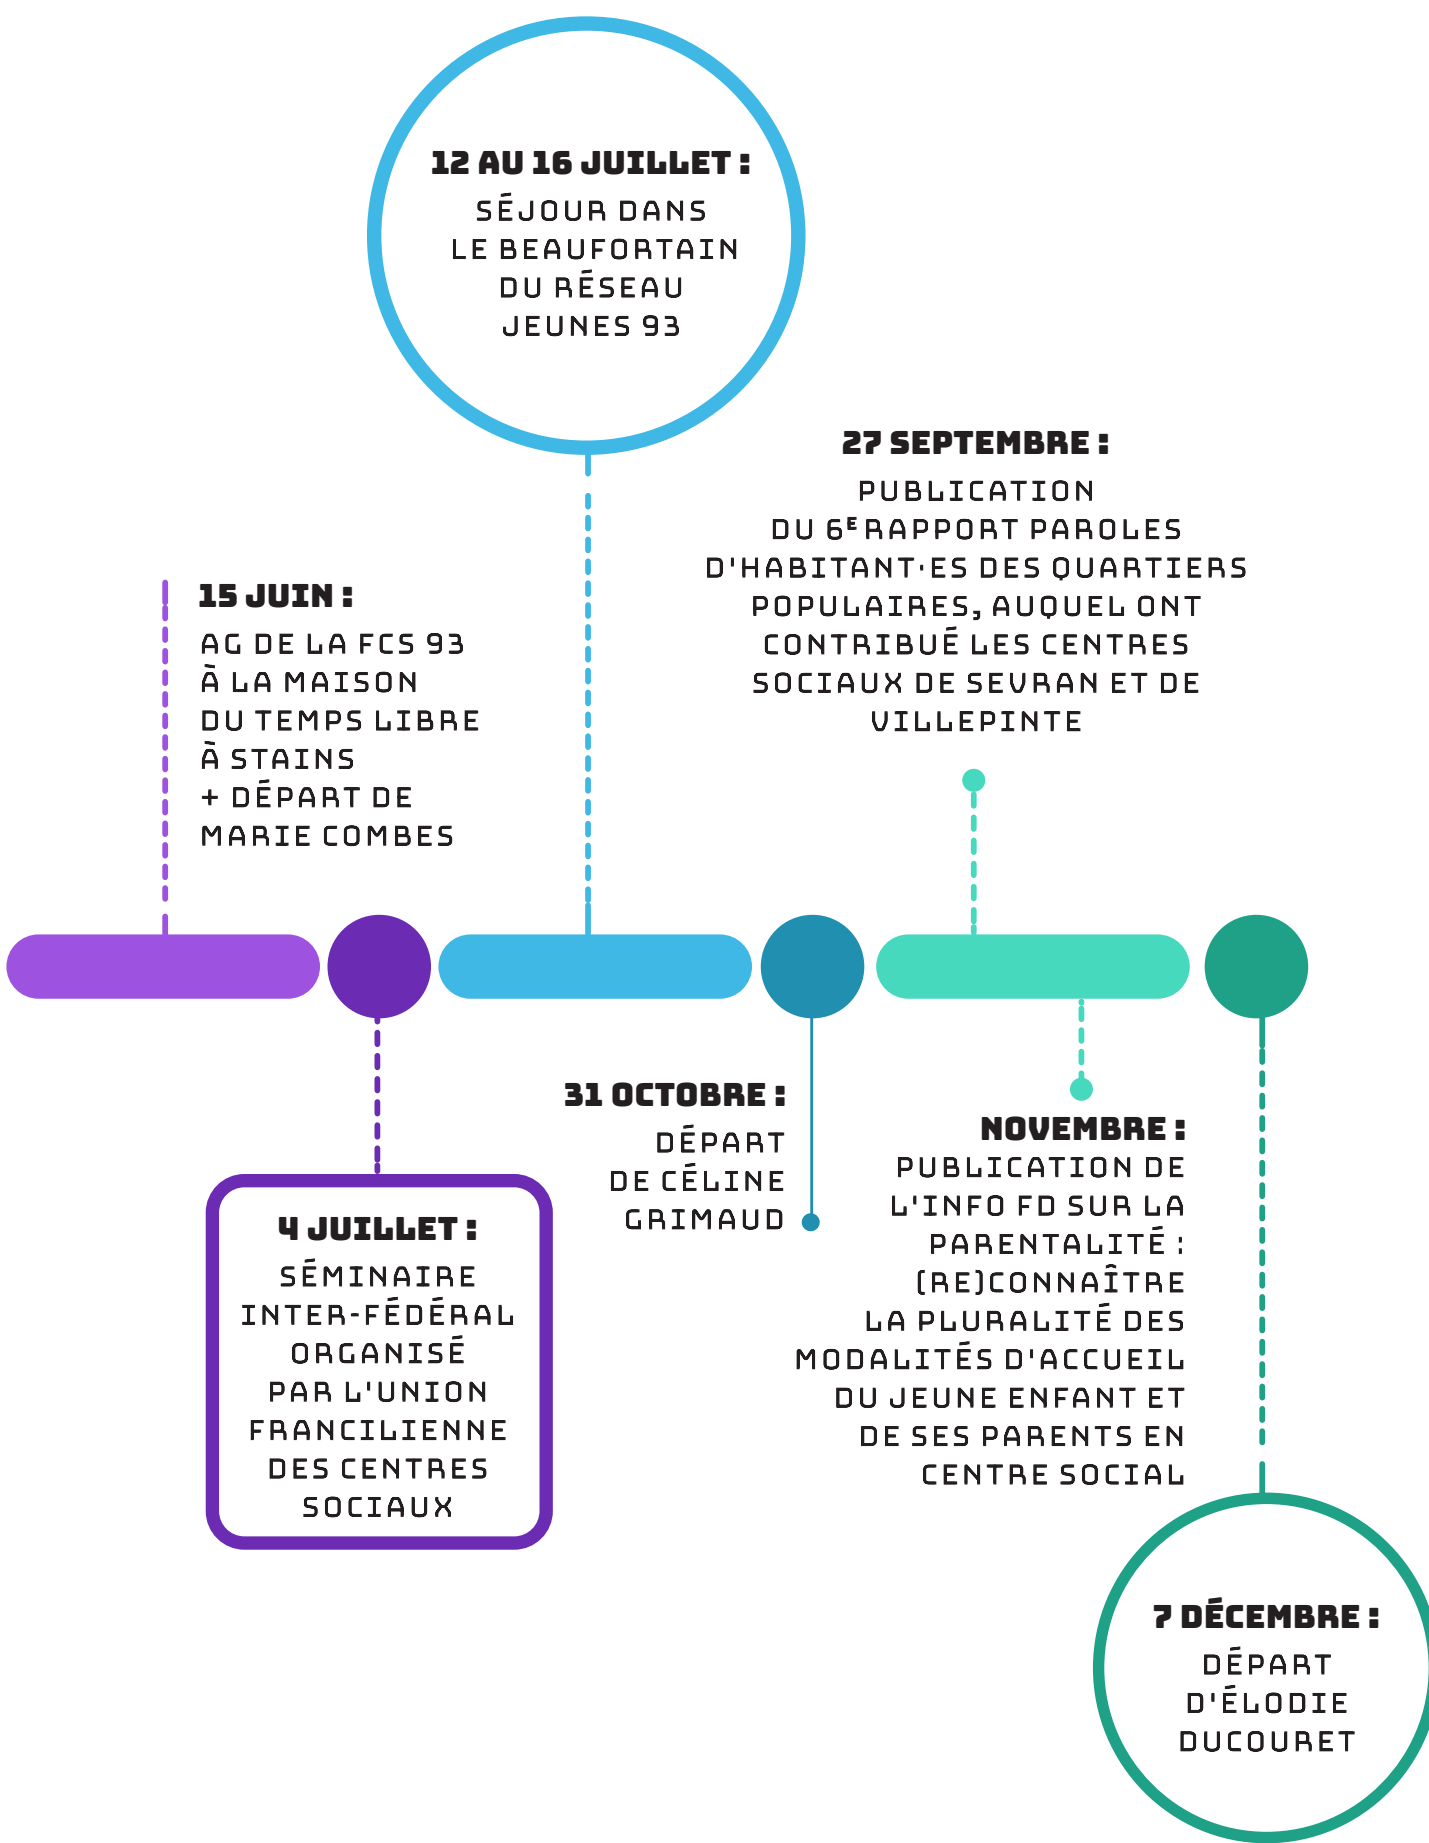 12 AU 16 JUILLET :
SÉJOUR DANS
LE BEAUFORTAIN
DU RÉSEAU
JEUNES 93
27 SEPTEMBRE :
PUBLICATION
DU 6E RAPPORT PAROLES
D'HABITANT·ES DES QUARTIERS
POPULAIRES, AUQUEL ONT
CONTRIBUÉ LES CENTRES
SOCIAUX DE SEVRAN ET DE
VILLEPINTE
15 JUIN :
AG DE LA FCS 93
À LA MAISON
DU TEMPS LIBRE
À STAINS
+ DÉPART DE
MARIE COMBES
31 OCTOBRE :
DÉPART
DE CÉLINE
GRIMAUD
NOVEMBRE :
PUBLICATION DE
L'INFO FD SUR LA
PARENTALITÉ :
(RE)CONNAÎTRE
LA PLURALITÉ DES
MODALITÉS D'ACCUEIL
DU JEUNE ENFANT ET
DE SES PARENTS EN
CENTRE SOCIAL
4 JUILLET :
SÉMINAIRE
INTER-FÉDÉRAL
ORGANISÉ
PAR L'UNION
FRANCILIENNE
DES CENTRES
SOCIAUX
7 DÉCEMBRE :
DÉPART
D'ÉLODIE
DUCOURET